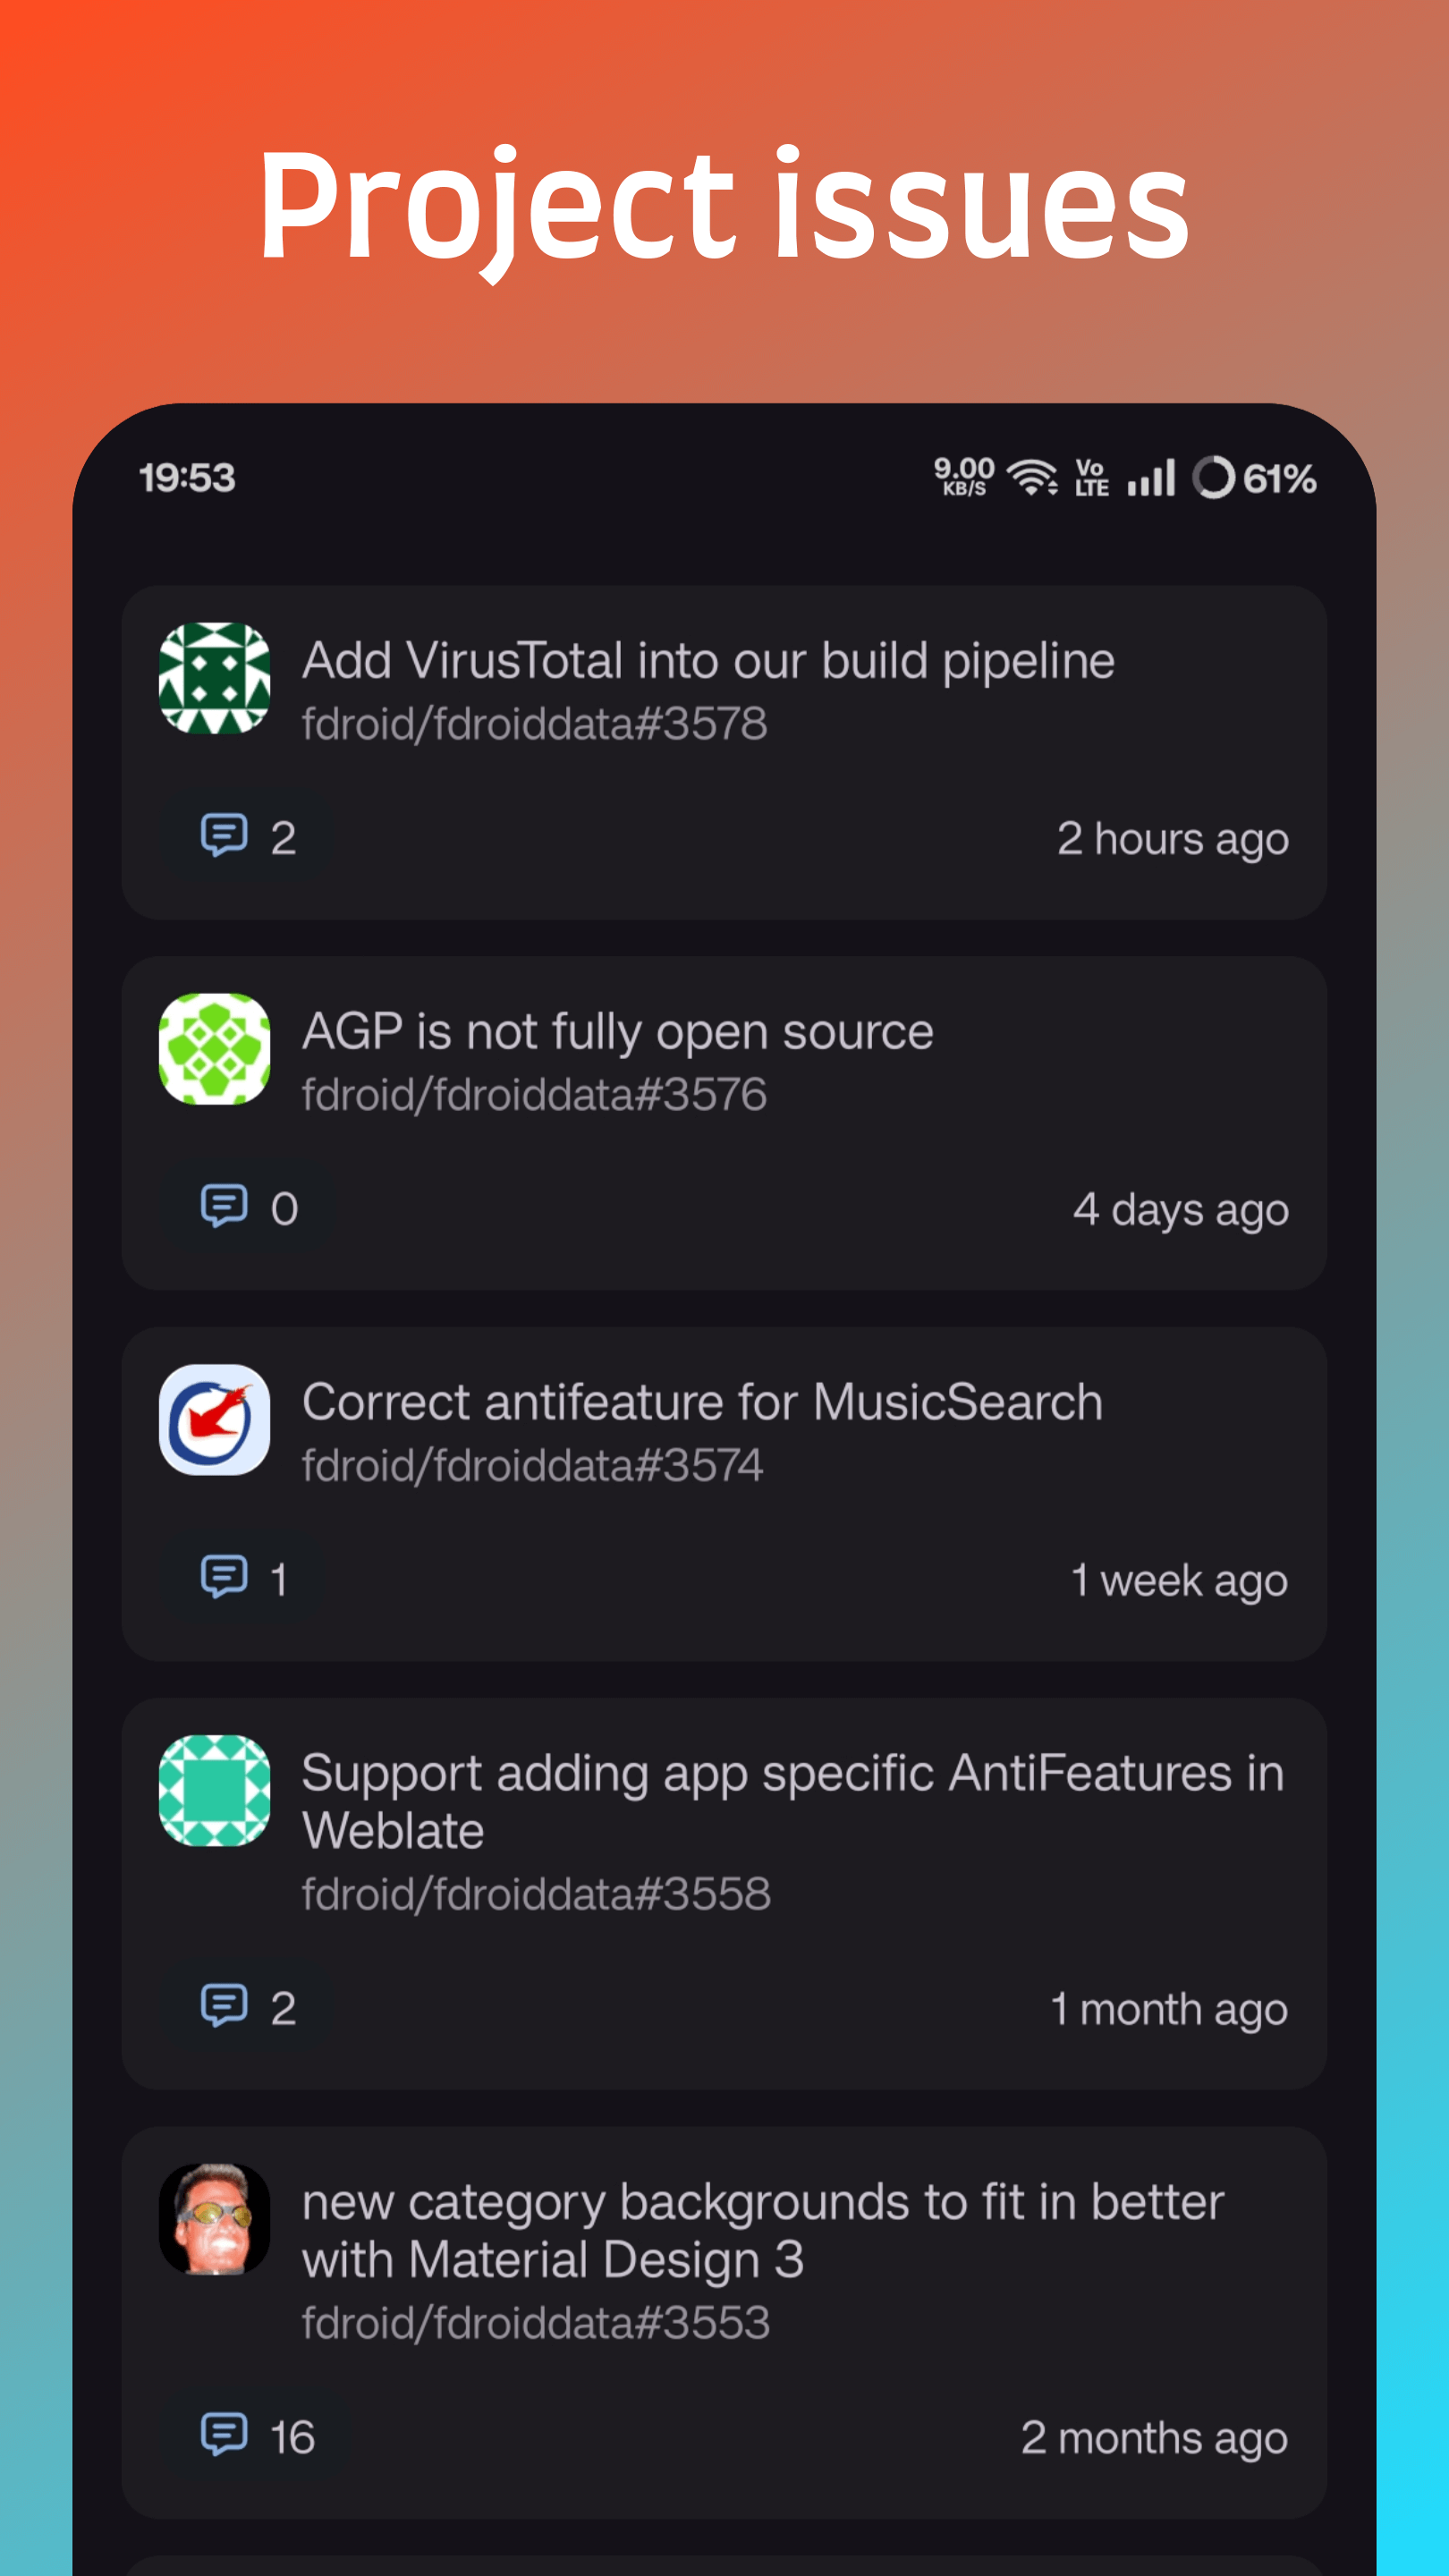 Project issues
19:53
9.00
KB/S
Vo
LTE
61%
Add VirusTotal into our build pipeline
fdroid/fdroiddata#3578
2
2 hours ago
AGP is not fully open source
fdroid/fdroiddata#3576
0
4 days ago
Correct antifeature for MusicSearch
fdroid/fdroiddata#3574
1
1 week ago
Support adding app specific AntiFeatures in
Weblate
fdroid/fdroiddata#3558
2
1 month ago
new category backgrounds to fit in better
with Material Design 3
fdroid/fdroiddata#3553
16
2 months ago